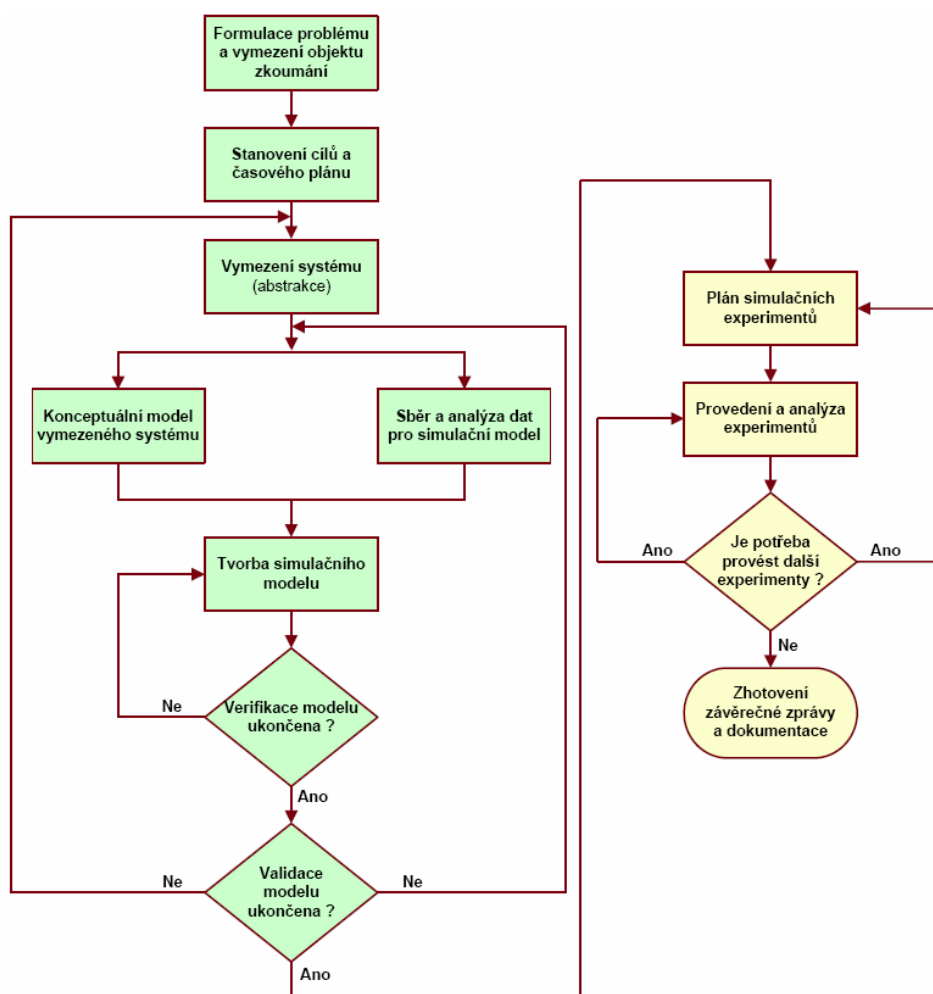 Formulace problému
a vymezení objektu
zkoumání
Stanovení cílů a
časového plánu
Vymezení systému
(abstrakce)
Konceptuální model
vymezeného systému
Sběr a analýza dat
pro simulační model
Tvorba simulačního
modelu
Ne
Verifikace modelu
ukončena ?
Ano
Ne
Validace
modelu
ukončena ?
Ne
Ano
Plán simulačních
experimentů
Provedení a analýza
experimentů
Ano
Je potřeba
provést další
experimenty ?
Ano
Ne
Zhotovení
závěrečné zprávy
a dokumentace